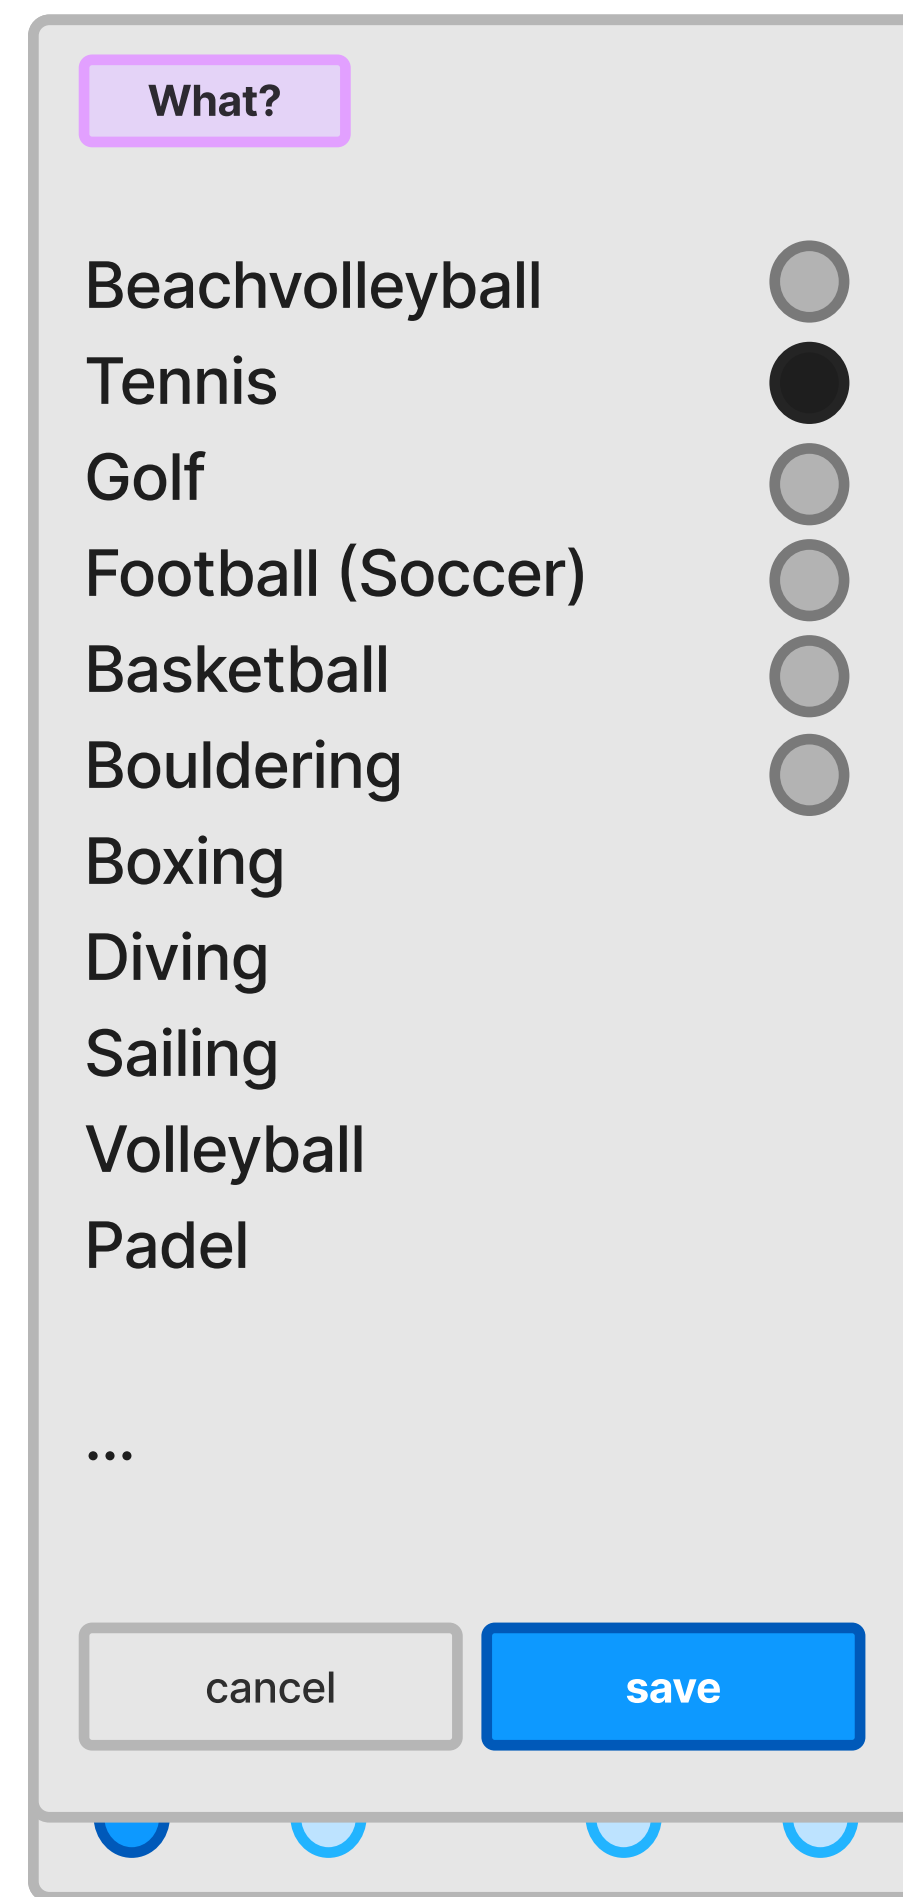 What?
Beachvolleyball
Tennis
Golf
Football (Soccer)
Basketball
Bouldering
Boxing
Diving
Sailing
Volleyball
Padel
...
cancel
save